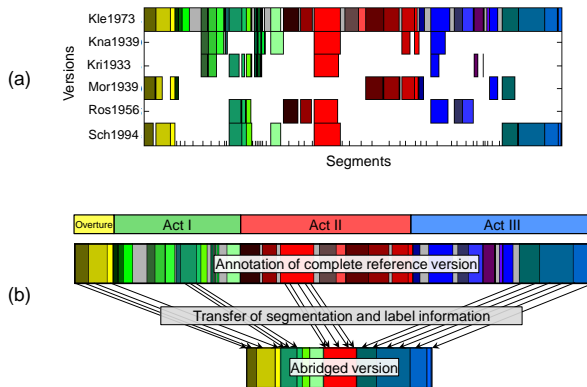 (a)
Versions
Kle1973
Kna1939
Kri1933
Mor1939
Ros1956
Sch1994
Segments
(b)
Overture Act I Act II Act III
Annotation of complete reference version
Transfer of segmentation and label information
Abridged version